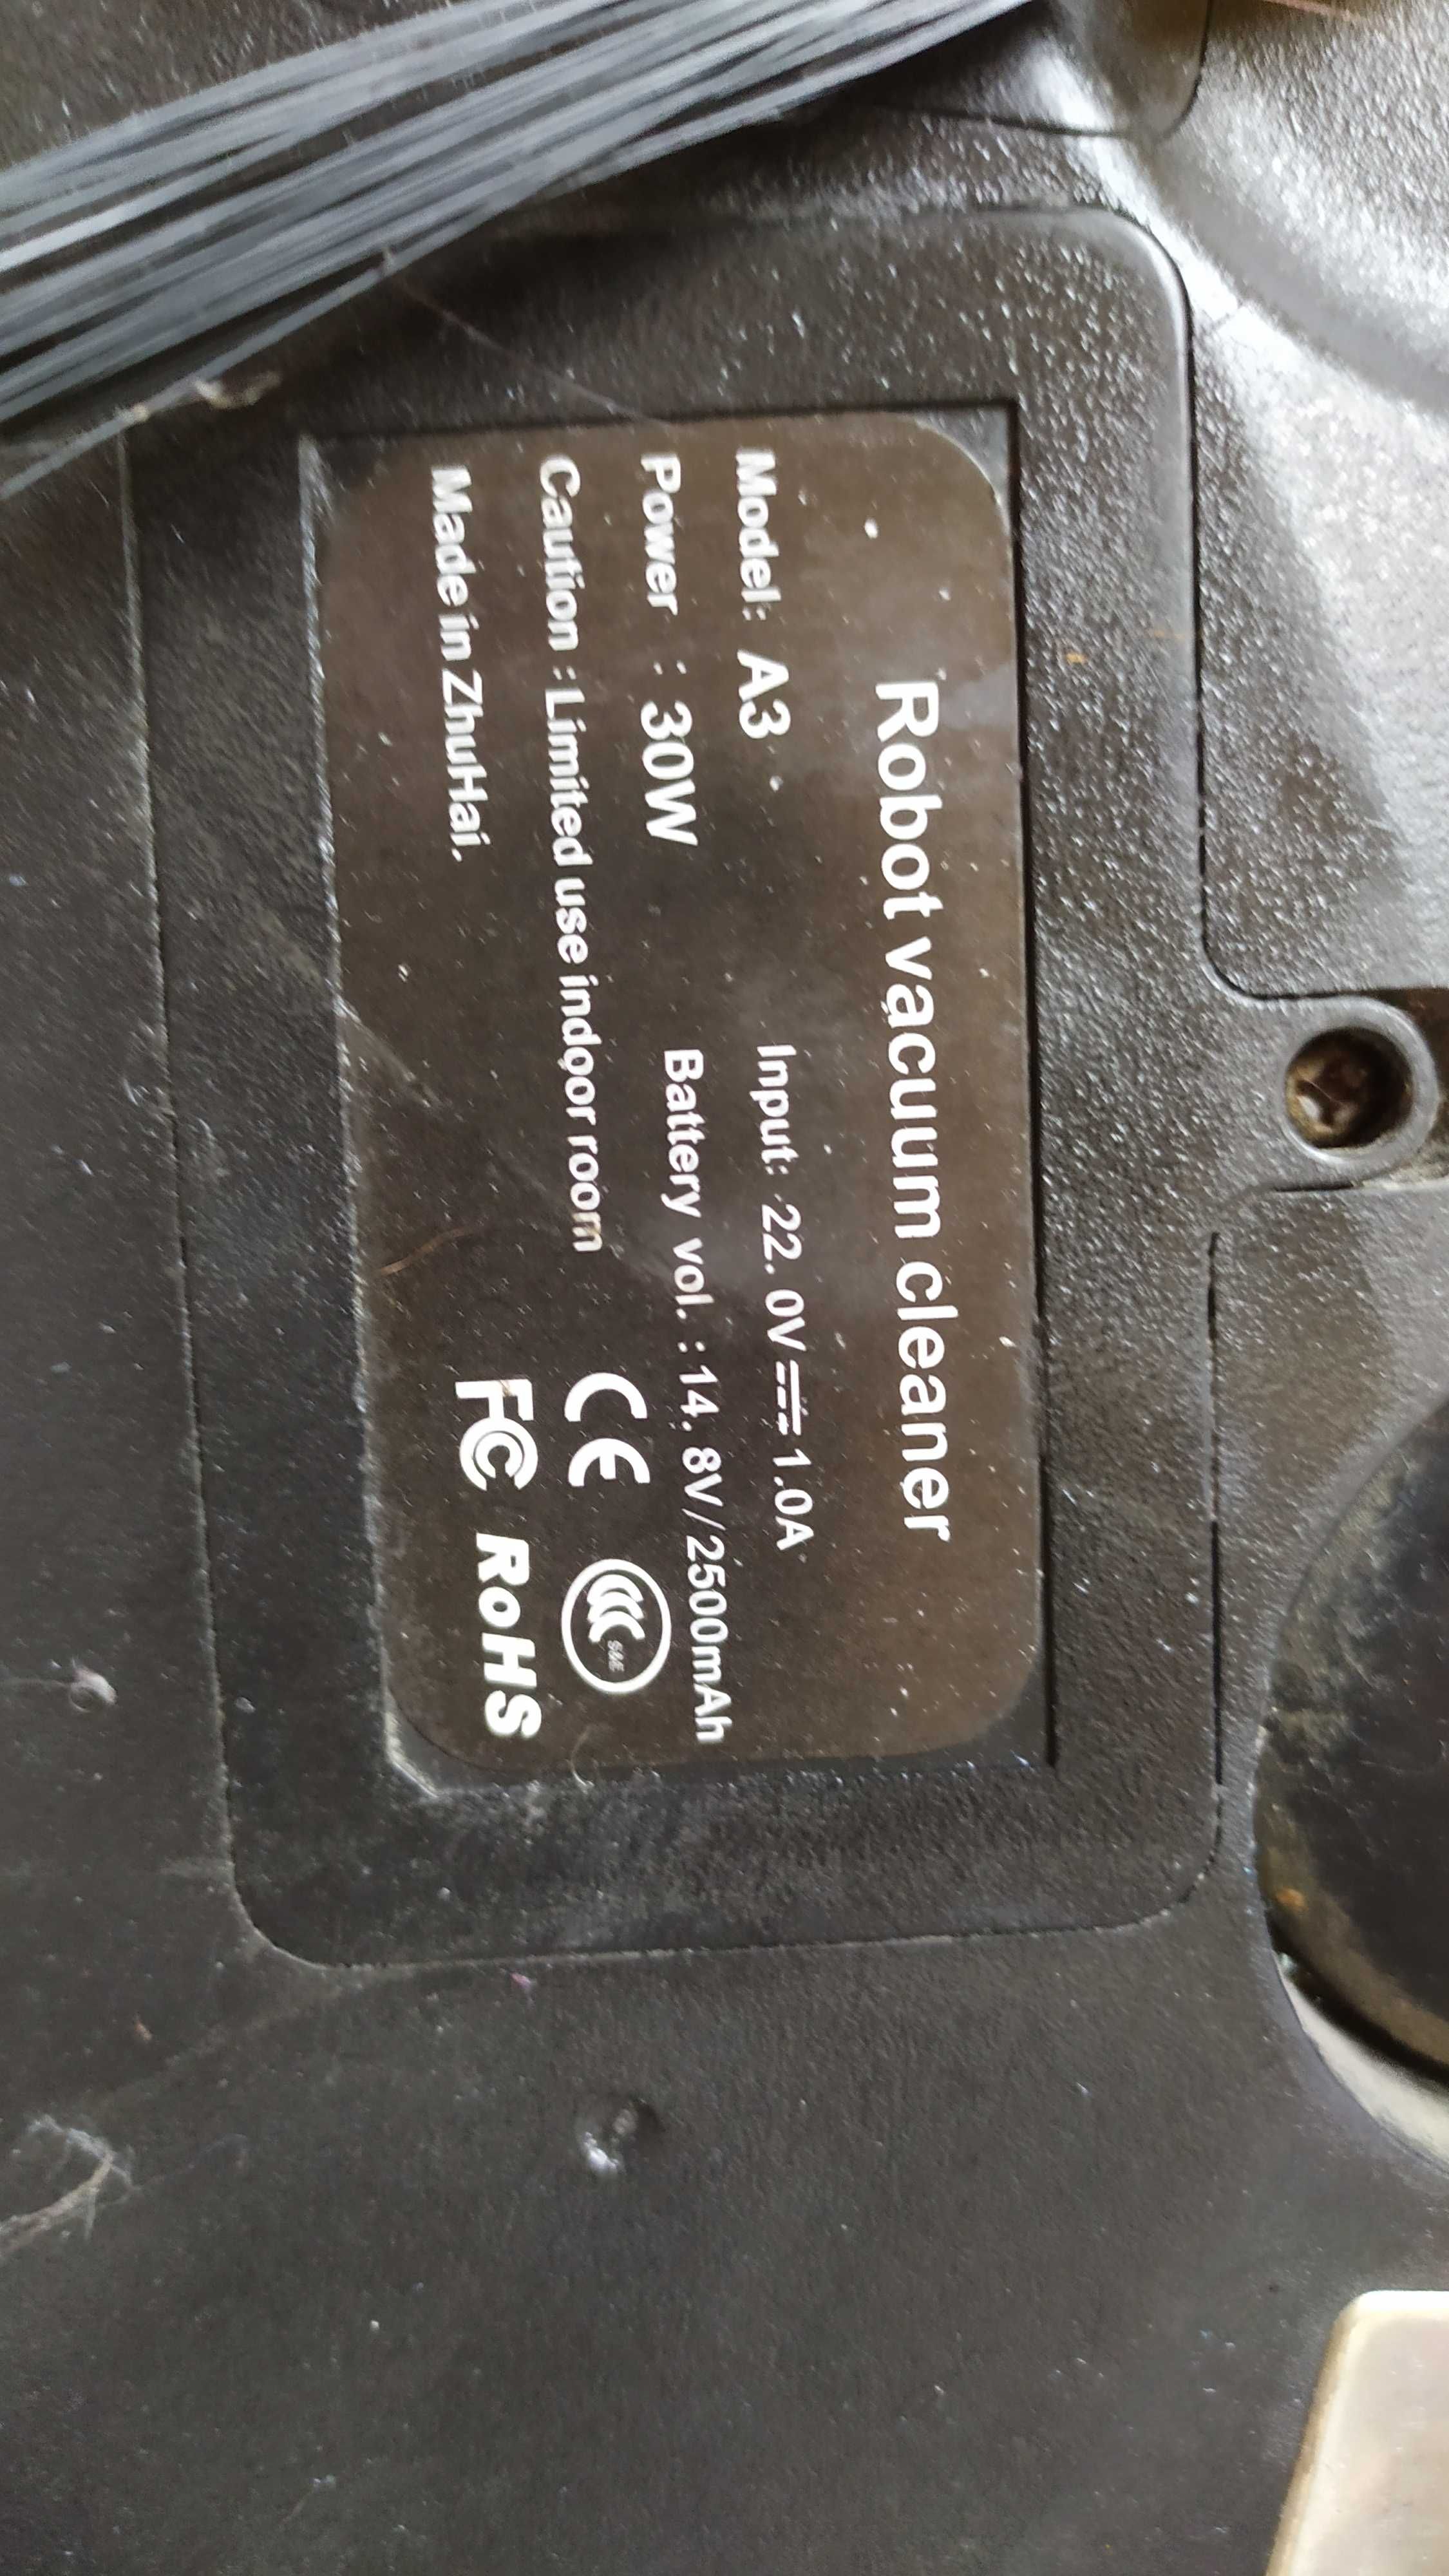 Robot vacuum cleaner
Model: A3 Input: 22.0V⎓1.0A
Power : 30W Battery vol. : 14.8V/2500mAh
Caution : Limited use indoor room
Made in ZhuHai.
CE CCC S&E
FC RoHS